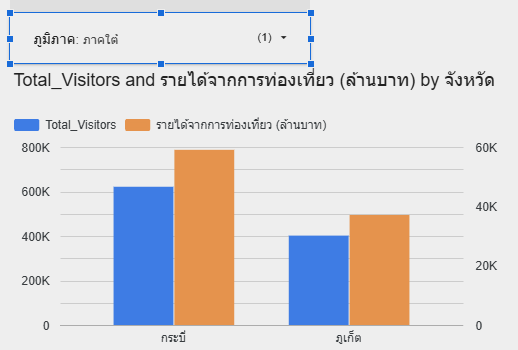 ภูมิภาค: ภาคใต้ (1)
Total_Visitors and รายได้จากการท่องเที่ยว (ล้านบาท) by จังหวัด
Total_Visitors รายได้จากการท่องเที่ยว (ล้านบาท)
800K 60K
600K
40K
400K
20K
200K
0 0
กระบี่ ภูเก็ต